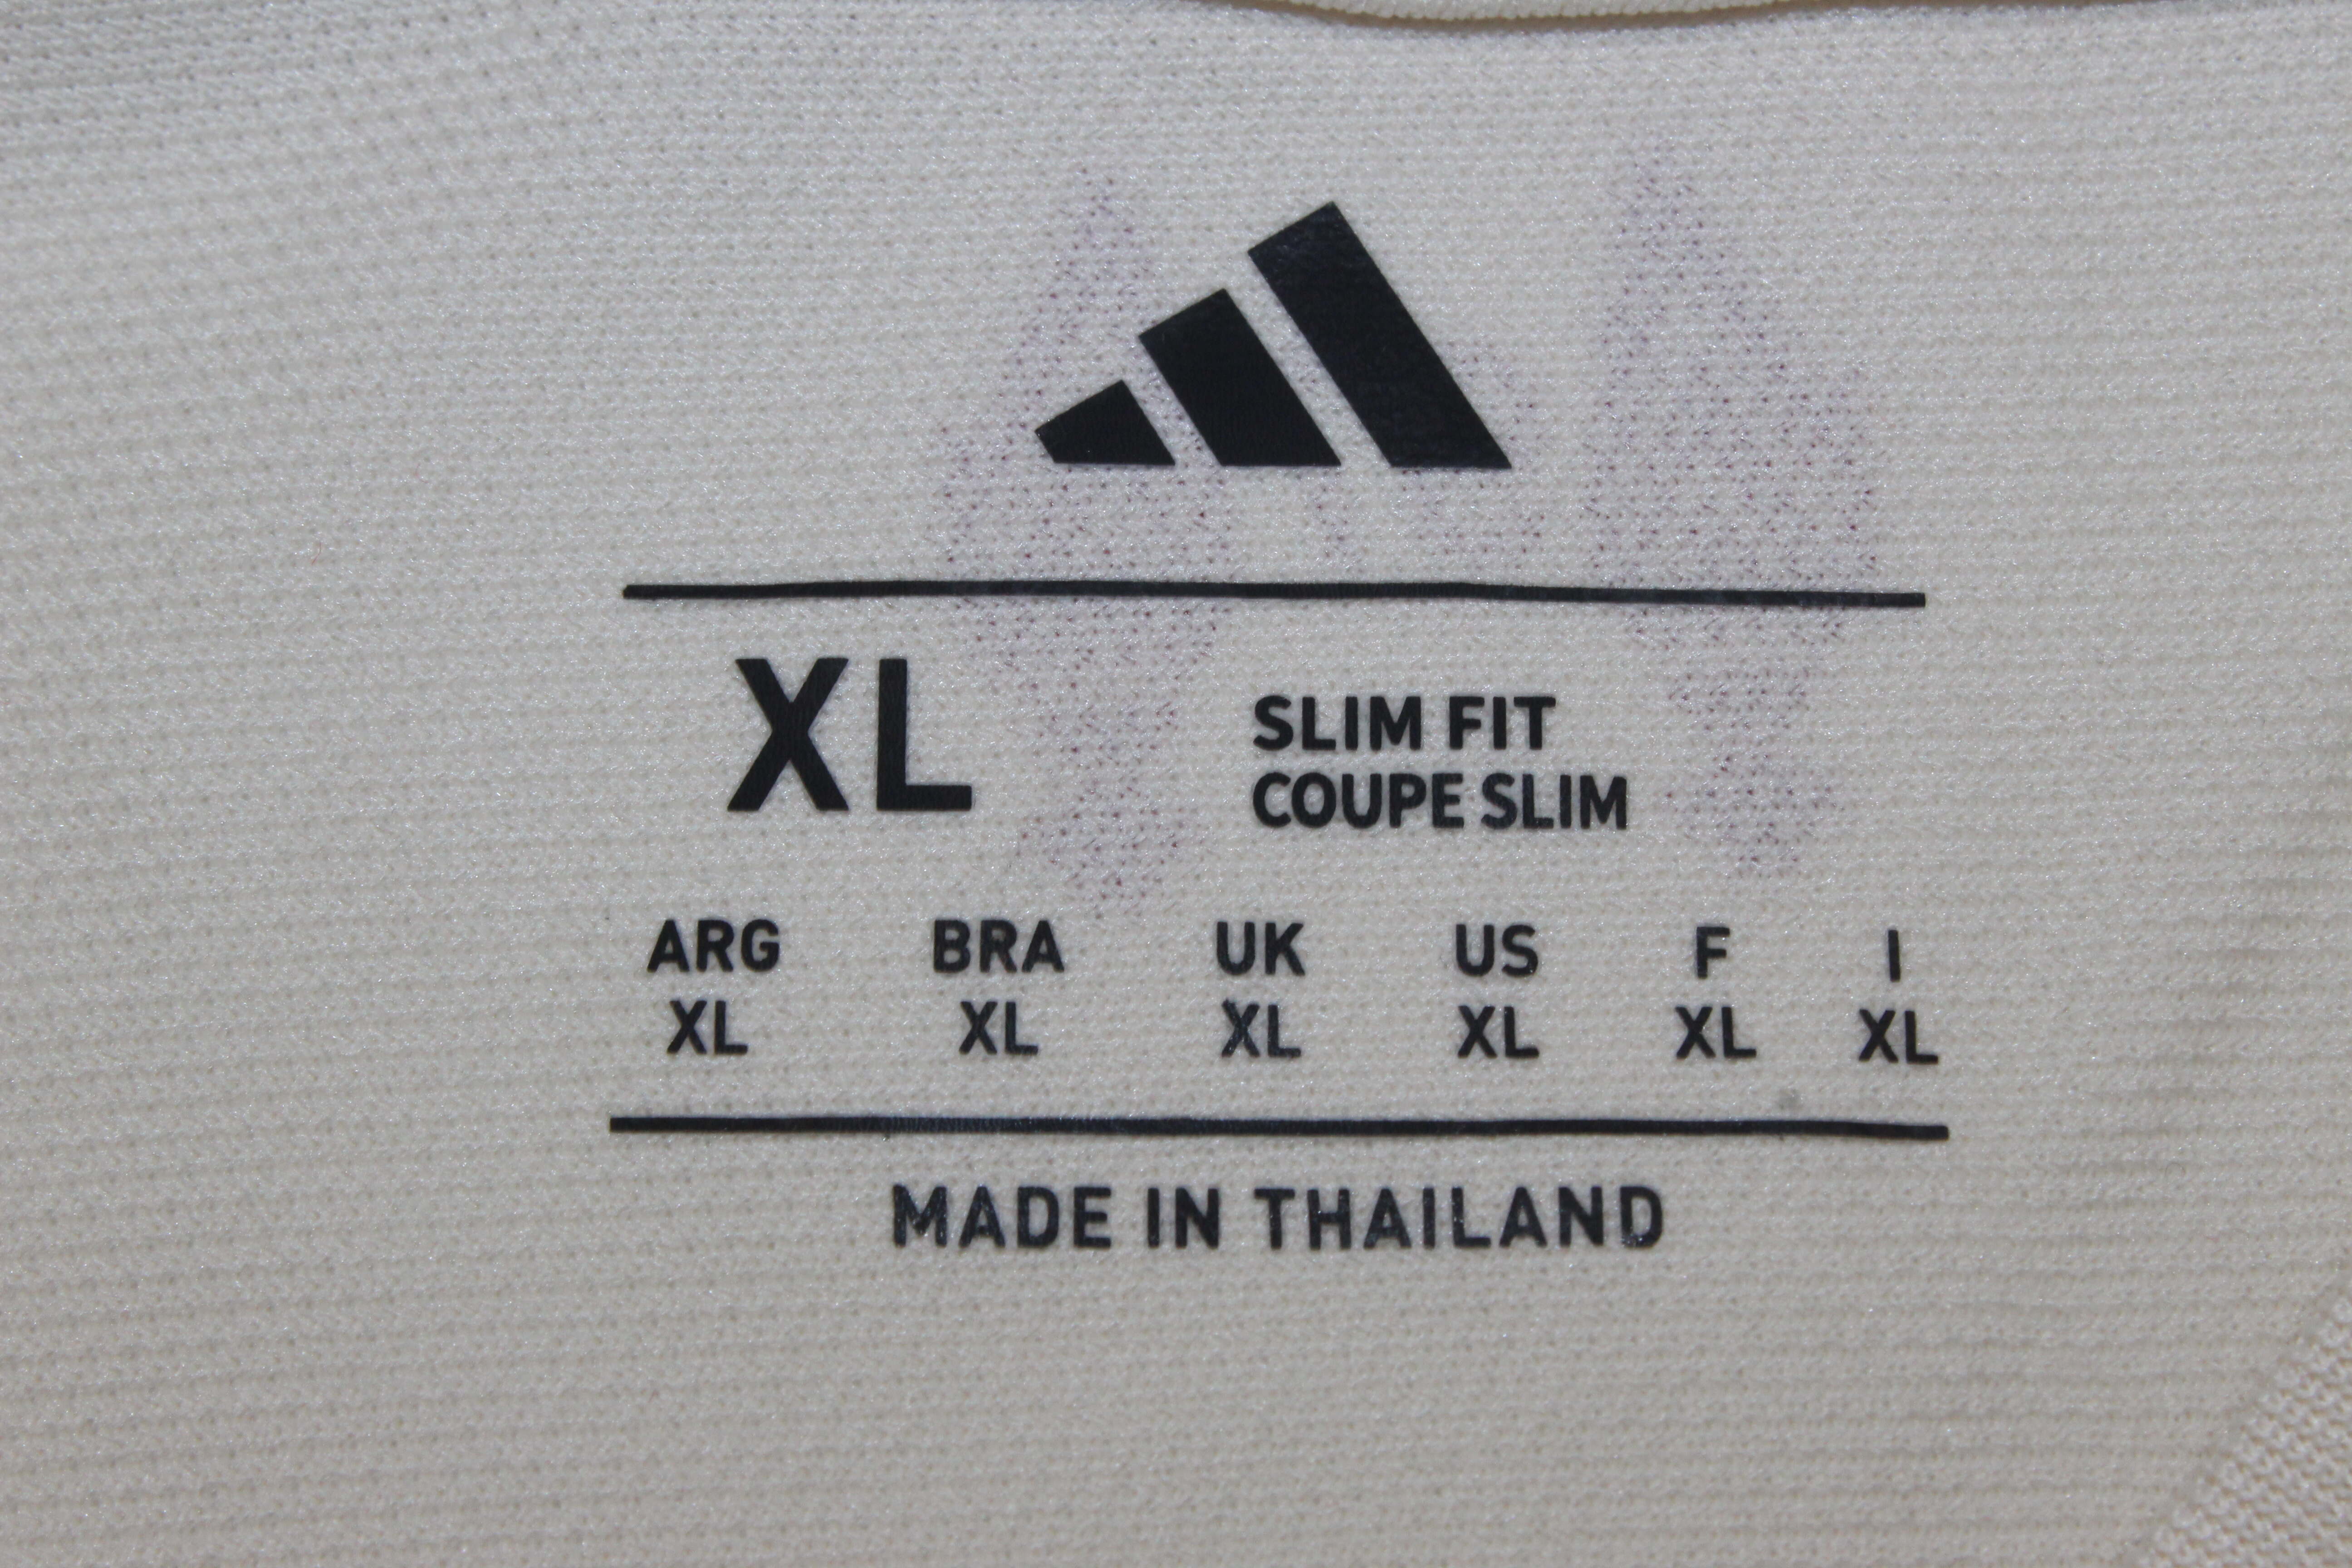 XL
SLIM FIT
COUPE SLIM
ARG BRA UK US F I
XL XL XL XL XL XL
MADE IN THAILAND